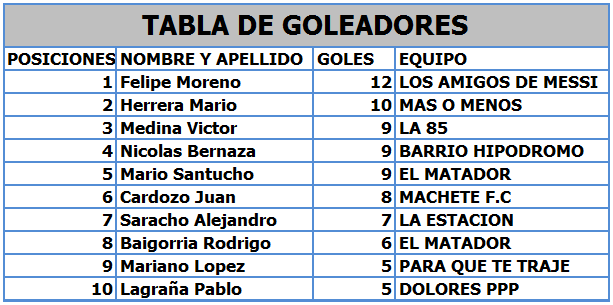 TABLA DE GOLEADORES
POSICIONES NOMBRE Y APELLIDO GOLES EQUIPO
1 Felipe Moreno 12 LOS AMIGOS DE MESSI
2 Herrera Mario 10 MAS O MENOS
3 Medina Victor 9 LA 85
4 Nicolas Bernaza 9 BARRIO HIPODROMO
5 Mario Santucho 9 EL MATADOR
6 Cardozo Juan 8 MACHETE F.C
7 Saracho Alejandro 7 LA ESTACION
8 Baigorria Rodrigo 6 EL MATADOR
9 Mariano Lopez 5 PARA QUE TE TRAJE
10 Lagraña Pablo 5 DOLORES PPP